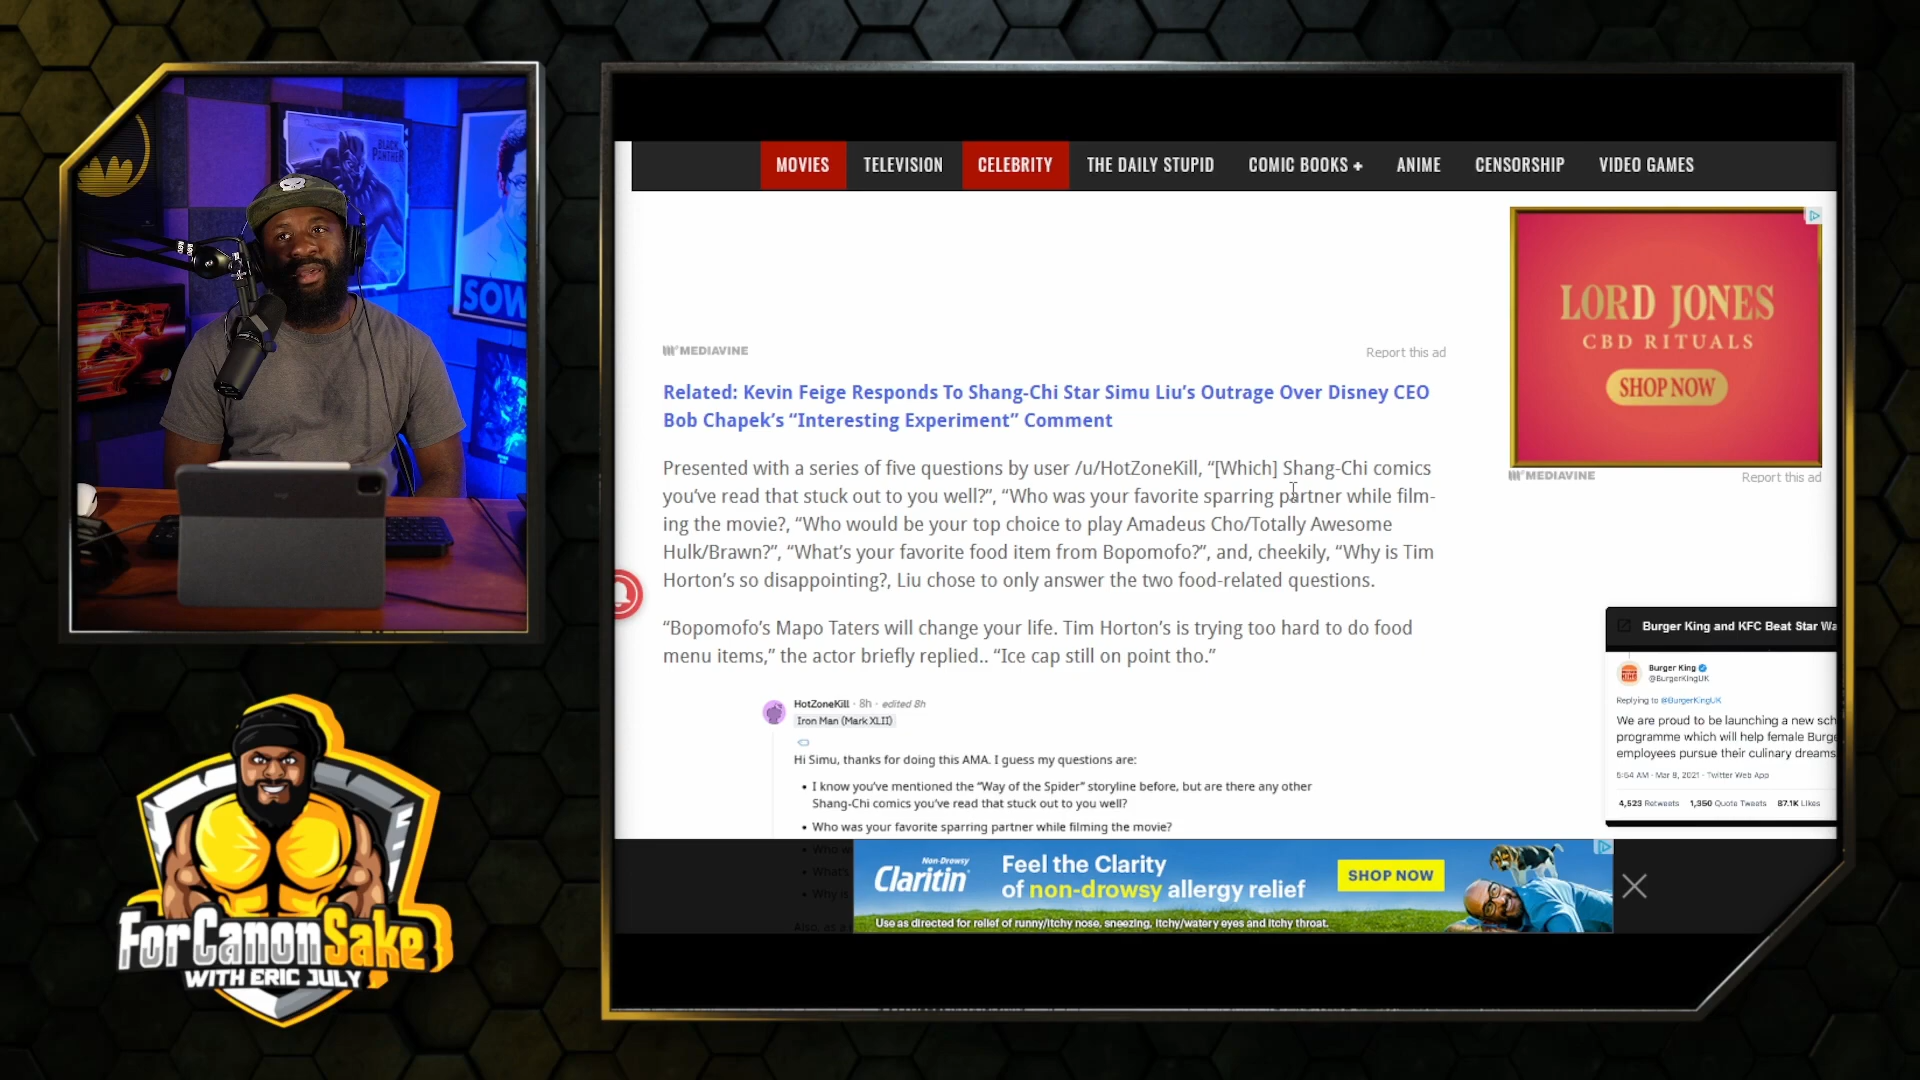 BLACK
PANTHER
SOW
MOVIES
TELEVISION
CELEBRITY
THE DAILY STUPID
COMIC BOOKS +
ANIME
CENSORSHIP
VIDEO GAMES
LORD JONES
CBD RITUALS
SHOP NOW
MEDIAVINE
Report this ad
MEDIAVINE
Report this ad
Related: Kevin Feige Responds To Shang-Chi Star Simu Liu’s Outrage Over Disney CEO
Bob Chapek’s “Interesting Experiment” Comment
Presented with a series of five questions by user /u/HotZoneKill, “[Which] Shang-Chi comics
you’ve read that stuck out to you well?”, “Who was your favorite sparring partner while film-
ing the movie?, “Who would be your top choice to play Amadeus Cho/Totally Awesome
Hulk/Brawn?”, “What’s your favorite food item from Bopomofo?”, and, cheekily, “Why is Tim
Horton’s so disappointing?, Liu chose to only answer the two food-related questions.
“Bopomofo’s Mapo Taters will change your life. Tim Horton’s is trying too hard to do food
menu items,” the actor briefly replied.. “Ice cap still on point tho.”
HotZoneKill · 8h · edited 8h
Iron Man (Mark XLII)
Hi Simu, thanks for doing this AMA. I guess my questions are:
• I know you’ve mentioned the “Way of the Spider” storyline before, but are there any other
Shang-Chi comics you’ve read that stuck out to you well?
• Who was your favorite sparring partner while filming the movie?
• Who w
• What’s
• Why is
Also, as a
Burger King and KFC Beat Star Wa
Burger King
@BurgerKingUK
Replying to @BurgerKingUK
We are proud to be launching a new sch
programme which will help female Burge
employees pursue their culinary dreams
5:54 AM · Mar 8, 2021 · Twitter Web App
4,523 Retweets 1,350 Quote Tweets 87.1K Likes
Non-Drowsy
Claritin
Feel the Clarity
of non-drowsy allergy relief
SHOP NOW
Use as directed for relief of runny/itchy nose, sneezing, itchy/watery eyes and itchy throat.
ForCanonSake
WITH ERIC JULY